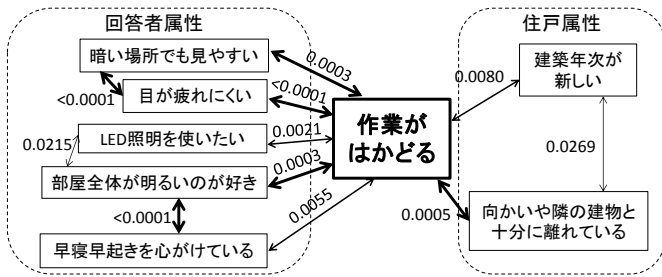 回答者属性
住戸属性
暗い場所でも見やすい
0.0003
<0.0001
目が疲れにくい
<0.0001
0.0080
建築年次が
新しい
作業が
はかどる
LED照明を使いたい
0.0021
0.0215
0.0003
部屋全体が明るいのが好き
0.0269
<0.0001
0.0055
0.0005
向かいや隣の建物と
十分に離れている
早寝早起きを心がけている